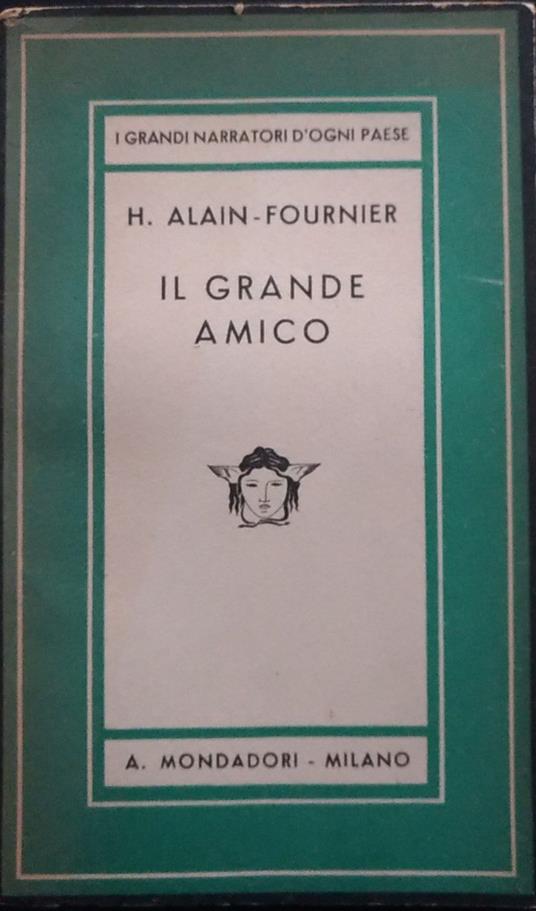 I GRANDI NARRATORI D'OGNI PAESE
H. ALAIN-FOURNIER
IL GRANDE
AMICO
A. MONDADORI - MILANO